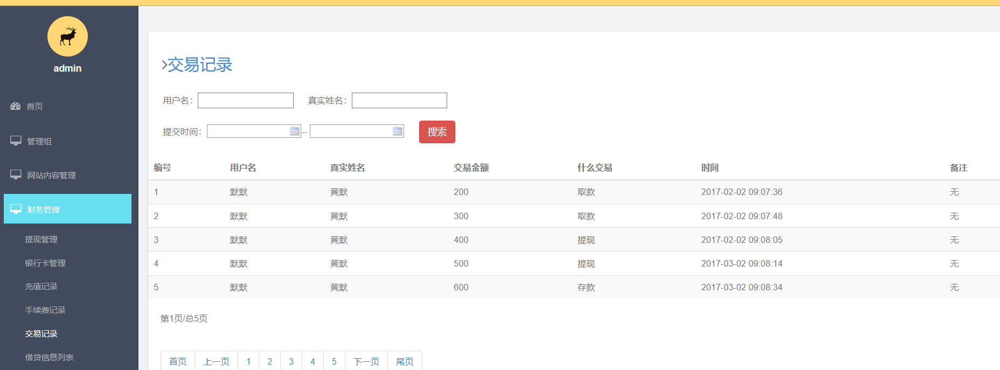 admin
首页
管理组
网站内容管理
财务管理
提现管理
银行卡管理
充值记录
手续费记录
交易记录
借贷信息列表
>交易记录
用户名： 真实姓名：
提交时间： -- 搜索
编号 用户名 真实姓名 交易金额 什么交易 时间 备注
1 默默 黄默 200 取款 2017-02-02 09:07:36 无
2 默默 黄默 300 取款 2017-02-02 09:07:48 无
3 默默 黄默 400 提现 2017-02-02 09:08:05 无
4 默默 黄默 500 提现 2017-03-02 09:08:14 无
5 默默 黄默 600 存款 2017-03-02 09:08:34 无
第1页/总5页
首页 上一页 1 2 3 4 5 下一页 尾页